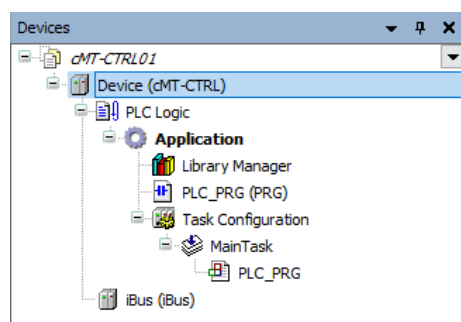 Devices
cMT-CTRL01
Device (cMT-CTRL)
PLC Logic
Application
Library Manager
PLC_PRG (PRG)
Task Configuration
MainTask
PLC_PRG
iBus (iBus)